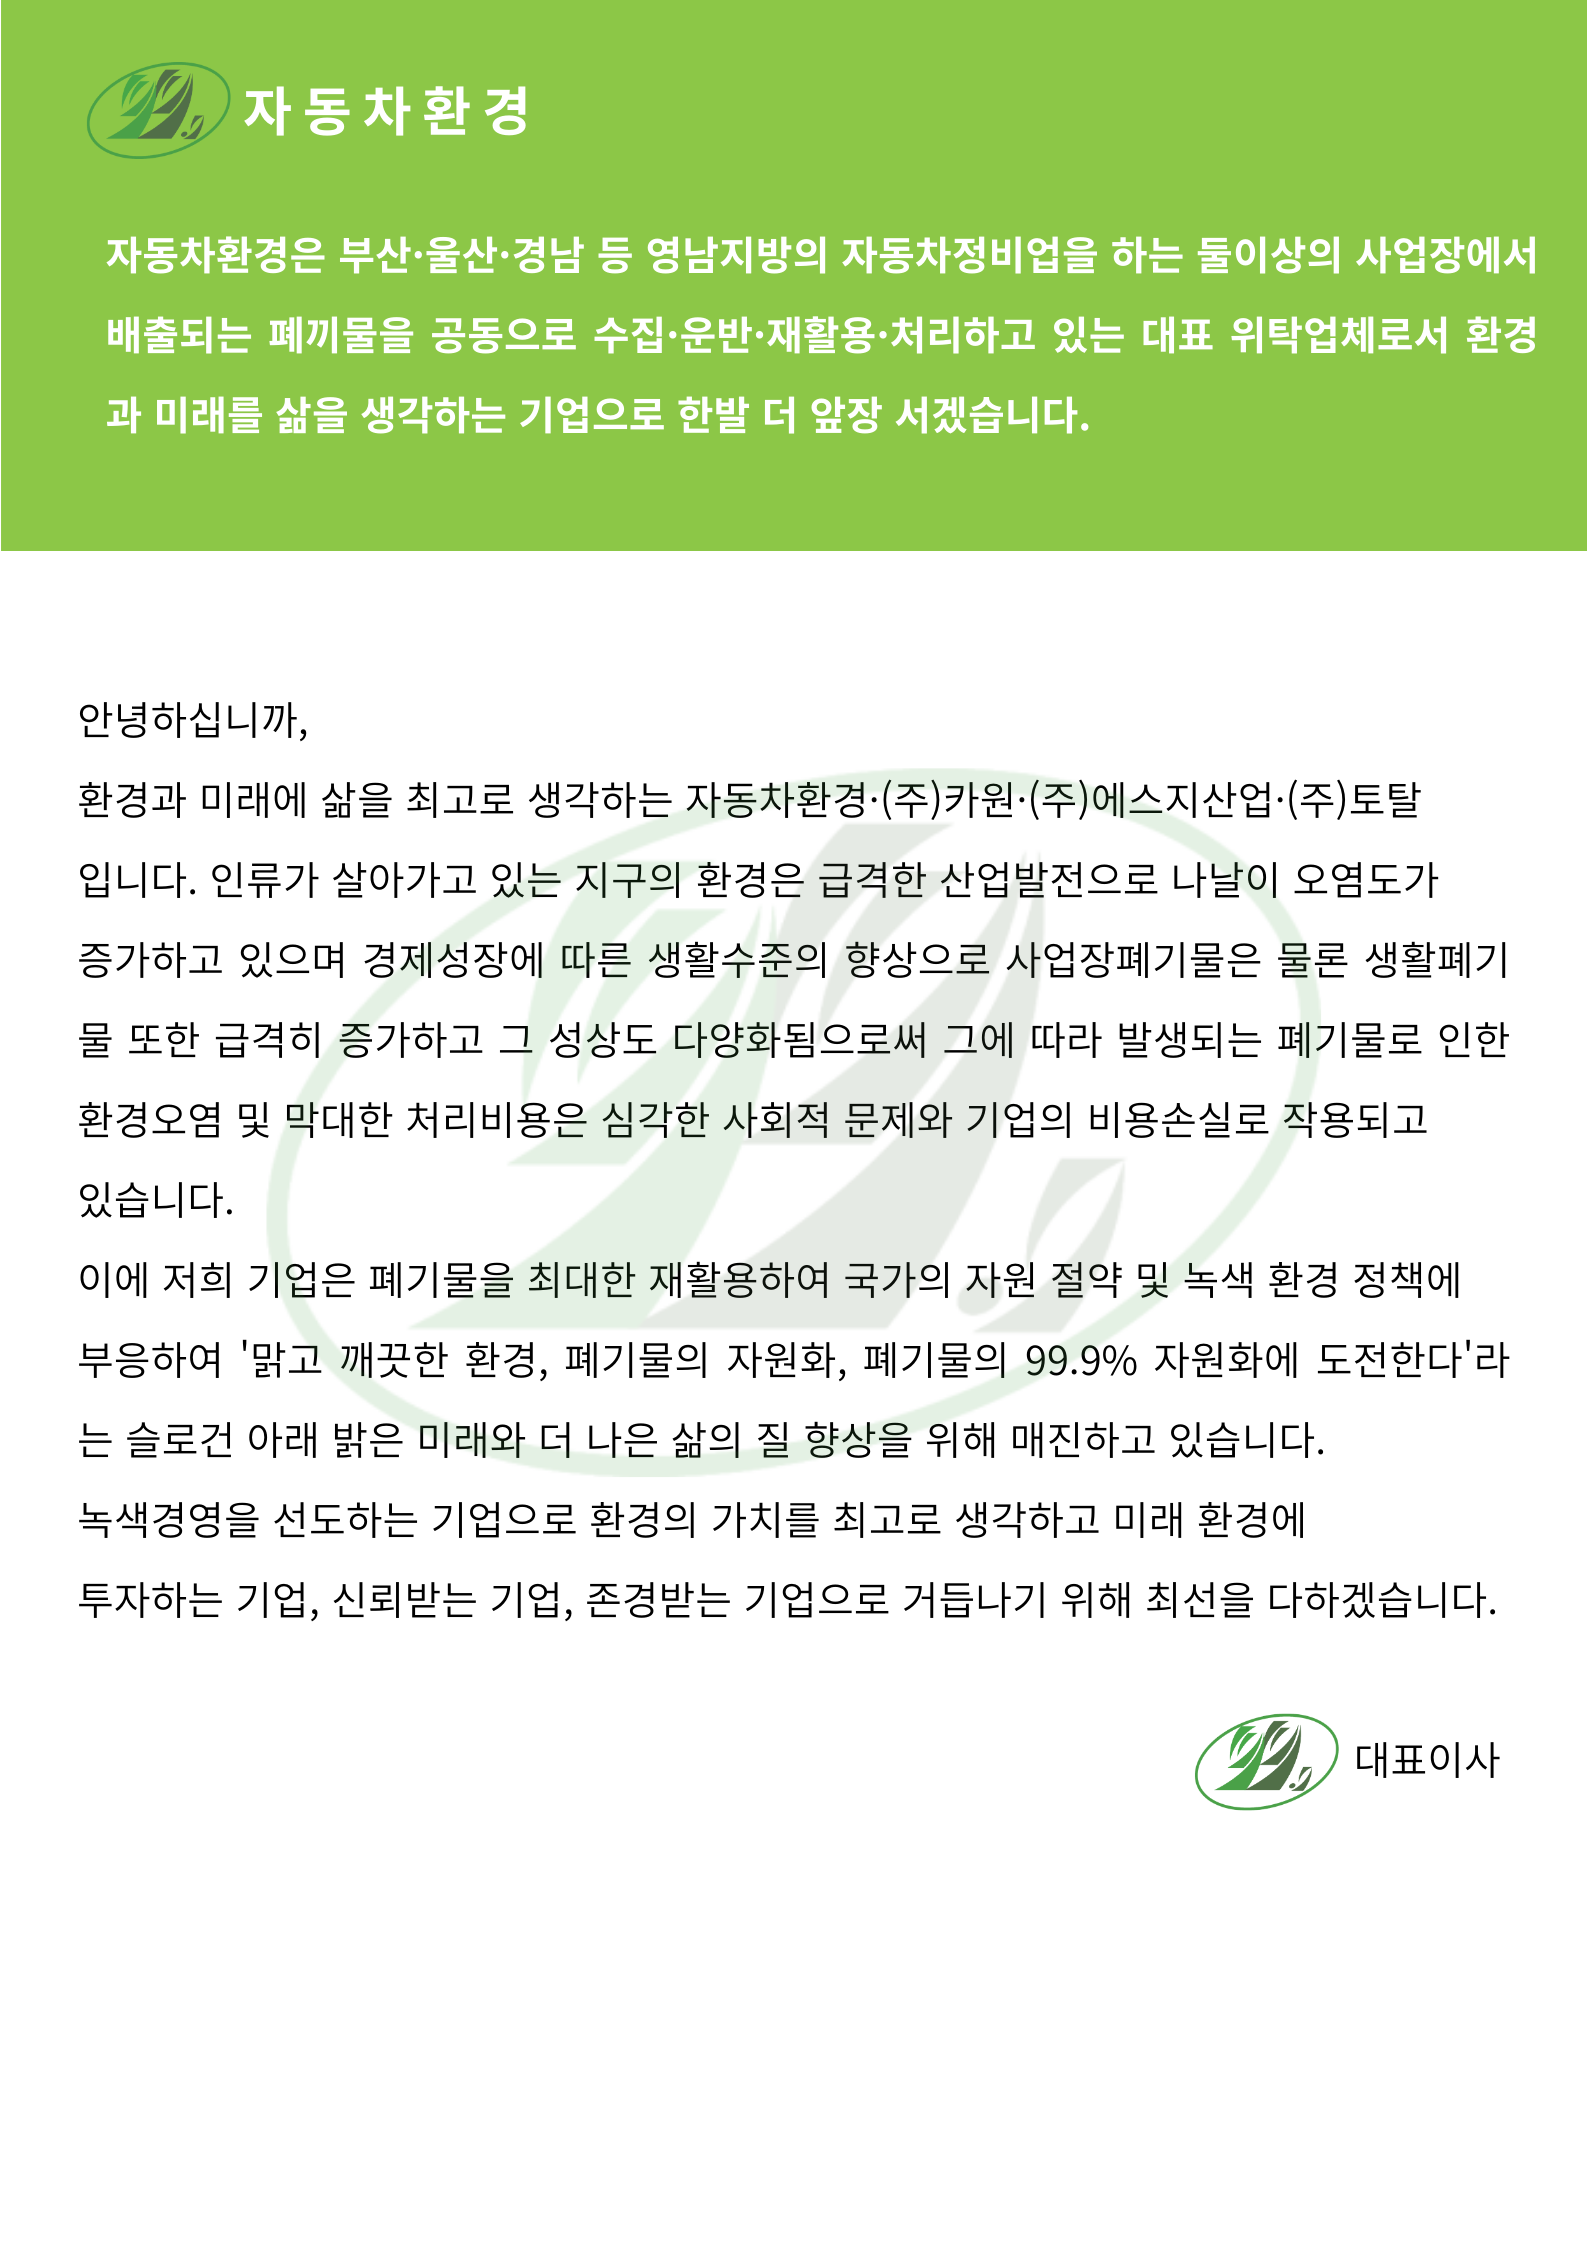 자동차환경
자동차환경은 부산·울산·경남 등 영남지방의 자동차정비업을 하는 둘이상의 사업장에서
배출되는 폐끼물을 공동으로 수집·운반·재활용·처리하고 있는 대표 위탁업체로서 환경
과 미래를 삶을 생각하는 기업으로 한발 더 앞장 서겠습니다.
안녕하십니까,
환경과 미래에 삶을 최고로 생각하는 자동차환경·(주)카원·(주)에스지산업·(주)토탈
입니다. 인류가 살아가고 있는 지구의 환경은 급격한 산업발전으로 나날이 오염도가
증가하고 있으며 경제성장에 따른 생활수준의 향상으로 사업장폐기물은 물론 생활폐기
물 또한 급격히 증가하고 그 성상도 다양화됨으로써 그에 따라 발생되는 폐기물로 인한
환경오염 및 막대한 처리비용은 심각한 사회적 문제와 기업의 비용손실로 작용되고
있습니다.
이에 저희 기업은 폐기물을 최대한 재활용하여 국가의 자원 절약 및 녹색 환경 정책에
부응하여 '맑고 깨끗한 환경, 폐기물의 자원화, 폐기물의 99.9% 자원화에 도전한다'라
는 슬로건 아래 밝은 미래와 더 나은 삶의 질 향상을 위해 매진하고 있습니다.
녹색경영을 선도하는 기업으로 환경의 가치를 최고로 생각하고 미래 환경에
투자하는 기업, 신뢰받는 기업, 존경받는 기업으로 거듭나기 위해 최선을 다하겠습니다.
대표이사